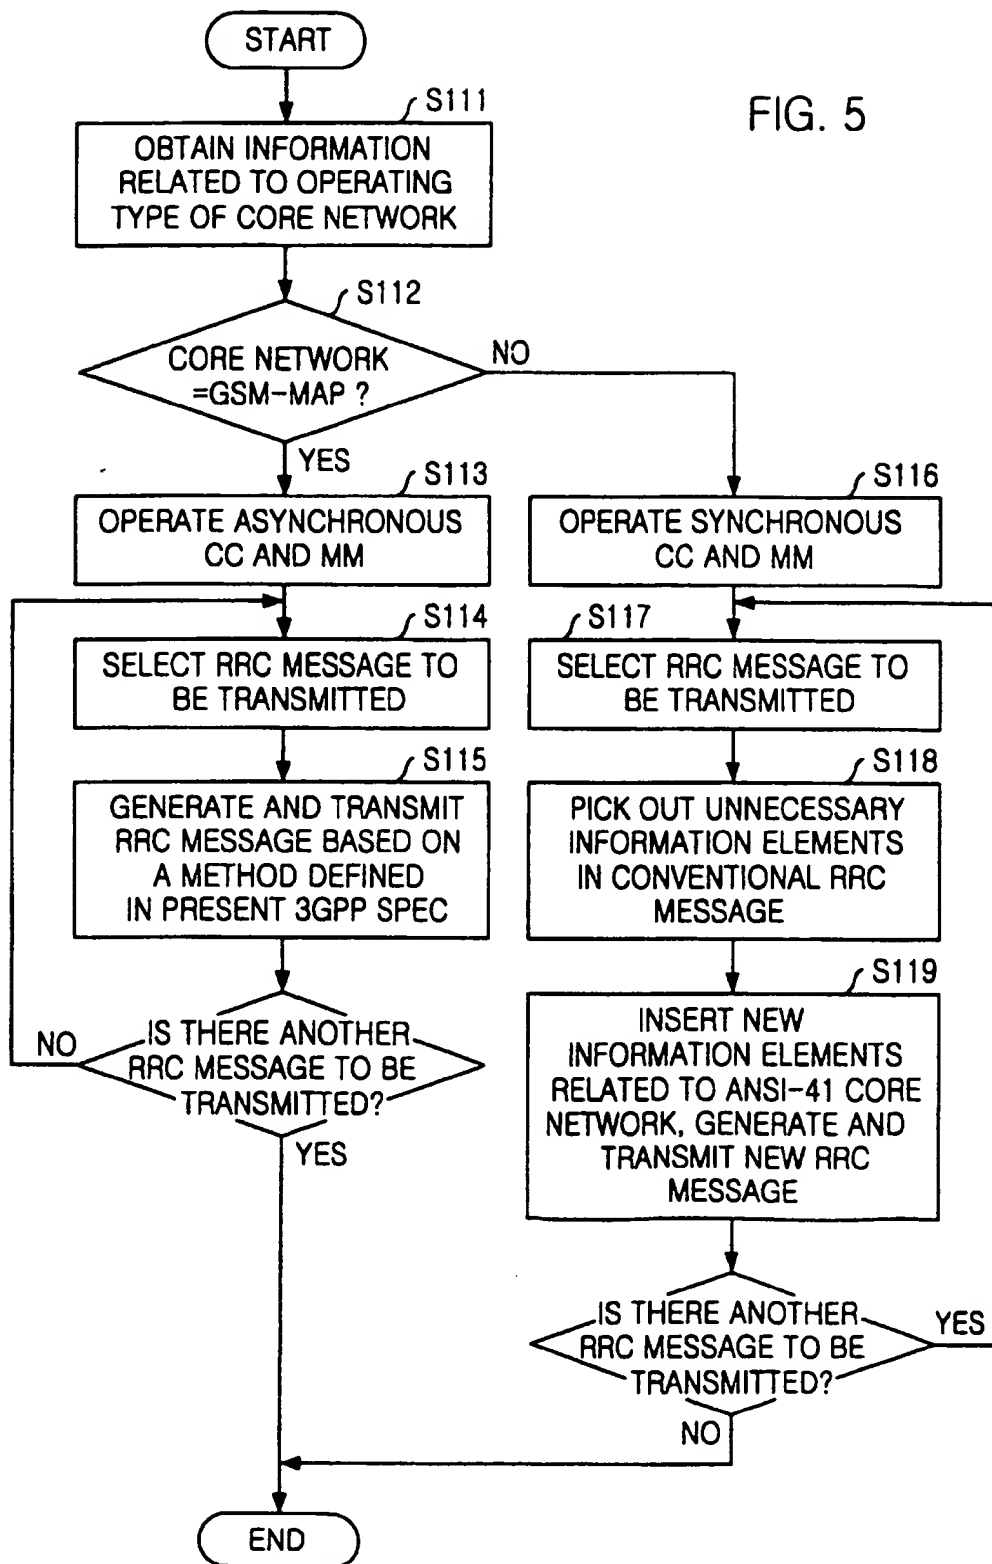 START
FIG. 5
S111
OBTAIN INFORMATION
RELATED TO OPERATING
TYPE OF CORE NETWORK
S112
CORE NETWORK
=GSM-MAP ?
NO
YES
S113
OPERATE ASYNCHRONOUS
CC AND MM
S114
SELECT RRC MESSAGE TO
BE TRANSMITTED
S115
GENERATE AND TRANSMIT
RRC MESSAGE BASED ON
A METHOD DEFINED
IN PRESENT 3GPP SPEC
NO
IS THERE ANOTHER
RRC MESSAGE TO BE
TRANSMITTED?
YES
S116
OPERATE SYNCHRONOUS
CC AND MM
S117
SELECT RRC MESSAGE TO
BE TRANSMITTED
S118
PICK OUT UNNECESSARY
INFORMATION ELEMENTS
IN CONVENTIONAL RRC
MESSAGE
S119
INSERT NEW
INFORMATION ELEMENTS
RELATED TO ANSI-41 CORE
NETWORK, GENERATE AND
TRANSMIT NEW RRC
MESSAGE
IS THERE ANOTHER
RRC MESSAGE TO BE
TRANSMITTED?
YES
NO
END